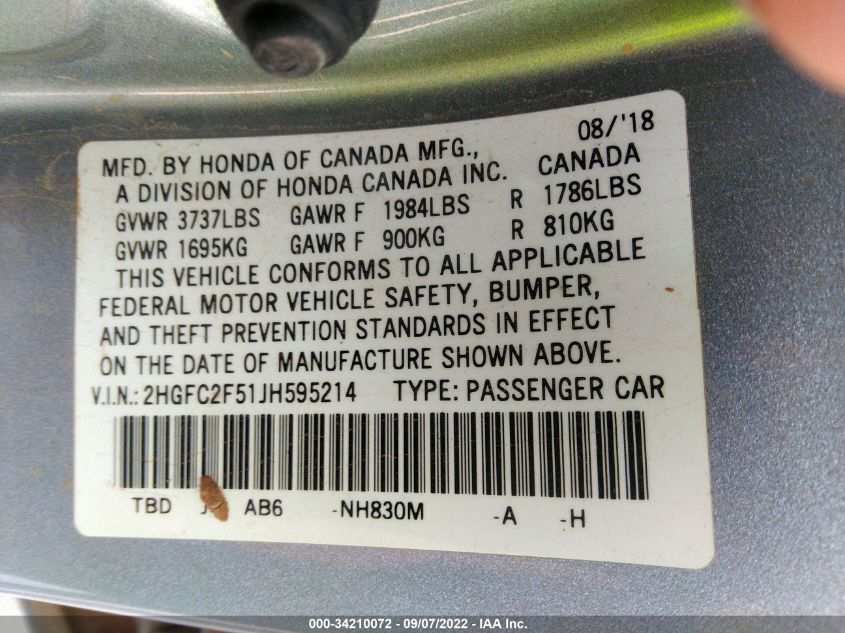 08/'18
MFD. BY HONDA OF CANADA MFG.,
A DIVISION OF HONDA CANADA INC. CANADA
GVWR 3737LBS GAWR F 1984LBS R 1786LBS
GVWR 1695KG GAWR F 900KG R 810KG
THIS VEHICLE CONFORMS TO ALL APPLICABLE
FEDERAL MOTOR VEHICLE SAFETY, BUMPER,
AND THEFT PREVENTION STANDARDS IN EFFECT
ON THE DATE OF MANUFACTURE SHOWN ABOVE.
V.I.N.: 2HGFC2F51JH595214 TYPE: PASSENGER CAR
TBD AB6 -NH830M -A -H
000-34210072 - 09/07/2022 - IAA Inc.